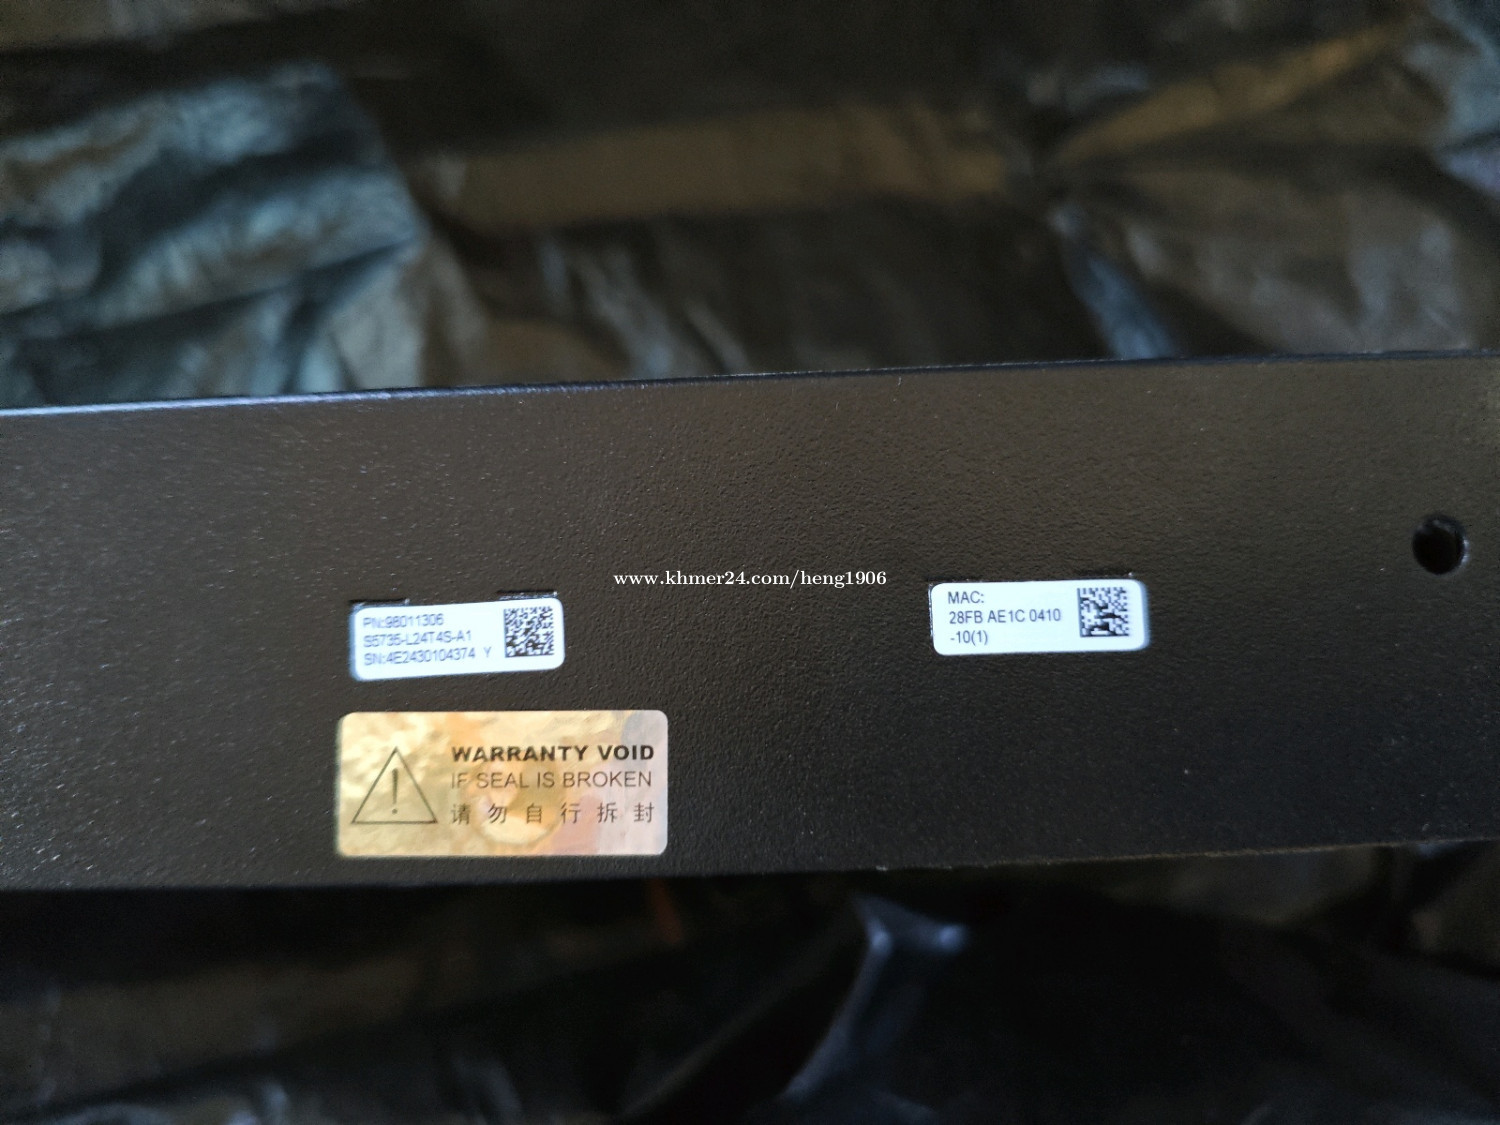 www.khmer24.com/heng1906
PN:98011306
S5735-L24T4S-A1
SN:4E2430104374 Y
MAC:
28FB AE1C 0410
-10(1)
WARRANTY VOID
IF SEAL IS BROKEN
请勿自行拆封